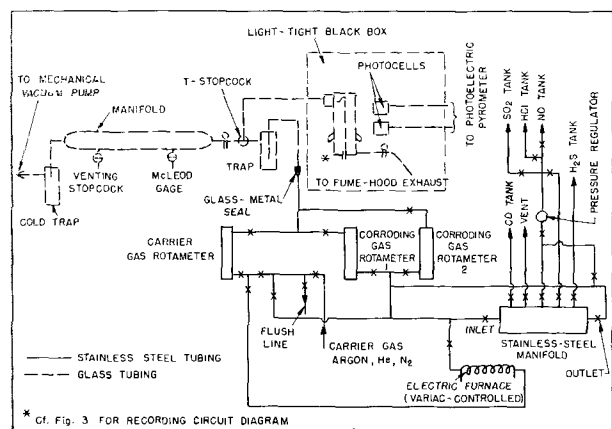 LIGHT-TIGHT BLACK BOX
TO MECHANICAL
VACUUM PUMP
T-STOPCOCK
MANIFOLD
PHOTOCELLS
TO PHOTOELECTRIC
PYROMETER
SO2 TANK
HCl TANK
NO TANK
H2S TANK
TRAP
VENTING
STOPCOCK
McLEOD
GAGE
*
TO FUME-HOOD EXHAUST
COLD TRAP
GLASS-METAL
SEAL
CO TANK
VENT
PRESSURE REGULATOR
CARRIER
GAS
ROTAMETER
CORRODING
GAS
ROTAMETER
1
CORRODING
GAS
ROTAMETER
2
FLUSH
LINE
CARRIER GAS
ARGON, He, N2
INLET
STAINLESS-STEEL
MANIFOLD
OUTLET
STAINLESS STEEL TUBING
GLASS TUBING
ELECTRIC FURNACE
(VARIAC-CONTROLLED)
* Cf. Fig. 3 FOR RECORDING CIRCUIT DIAGRAM